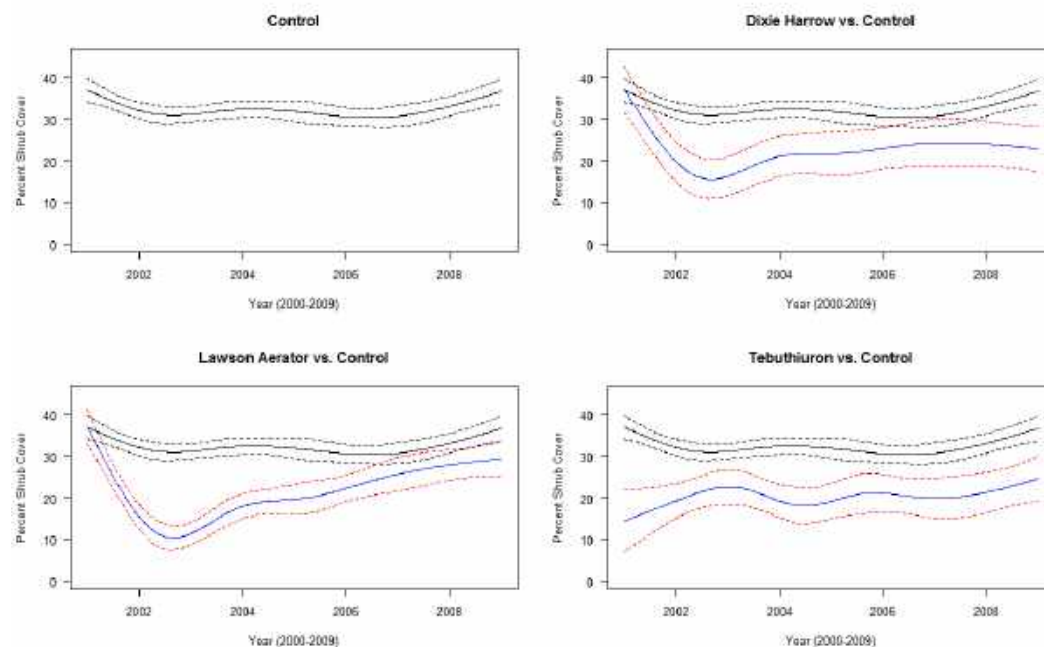 Control
Percent Shrub Cover
40
30
20
10
0
2002 2004 2006 2008
Year (2000-2009)
Dixie Harrow vs. Control
Percent Shrub Cover
40
30
20
10
0
2002 2004 2006 2008
Year (2000-2009)
Lawson Aerator vs. Control
Percent Shrub Cover
40
30
20
10
0
2002 2004 2006 2008
Year (2000-2009)
Tebuthiuron vs. Control
Percent Shrub Cover
40
30
20
10
0
2002 2004 2006 2008
Year (2000-2009)